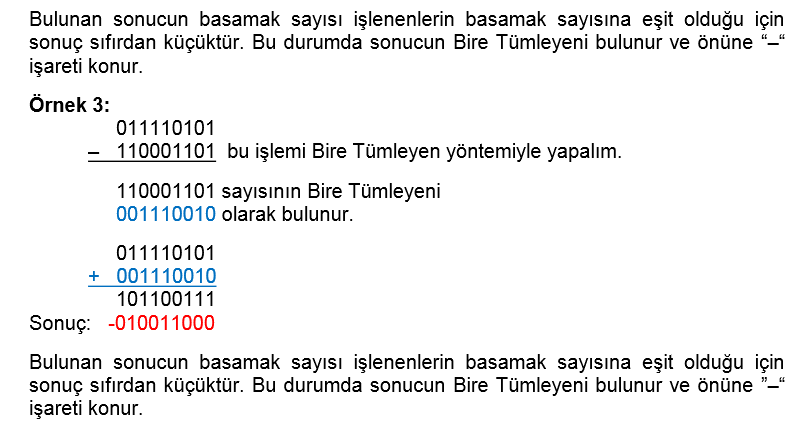 Bulunan sonucun basamak sayısı işlenenlerin basamak sayısına eşit olduğu için
sonuç sıfırdan küçüktür. Bu durumda sonucun Bire Tümleyeni bulunur ve önüne “–“
işareti konur.
Örnek 3:
011110101
– 110001101 bu işlemi Bire Tümleyen yöntemiyle yapalım.
110001101 sayısının Bire Tümleyeni
001110010 olarak bulunur.
011110101
+ 001110010
101100111
Sonuç: -010011000
Bulunan sonucun basamak sayısı işlenenlerin basamak sayısına eşit olduğu için
sonuç sıfırdan küçüktür. Bu durumda sonucun Bire Tümleyeni bulunur ve önüne ”–“
işareti konur.